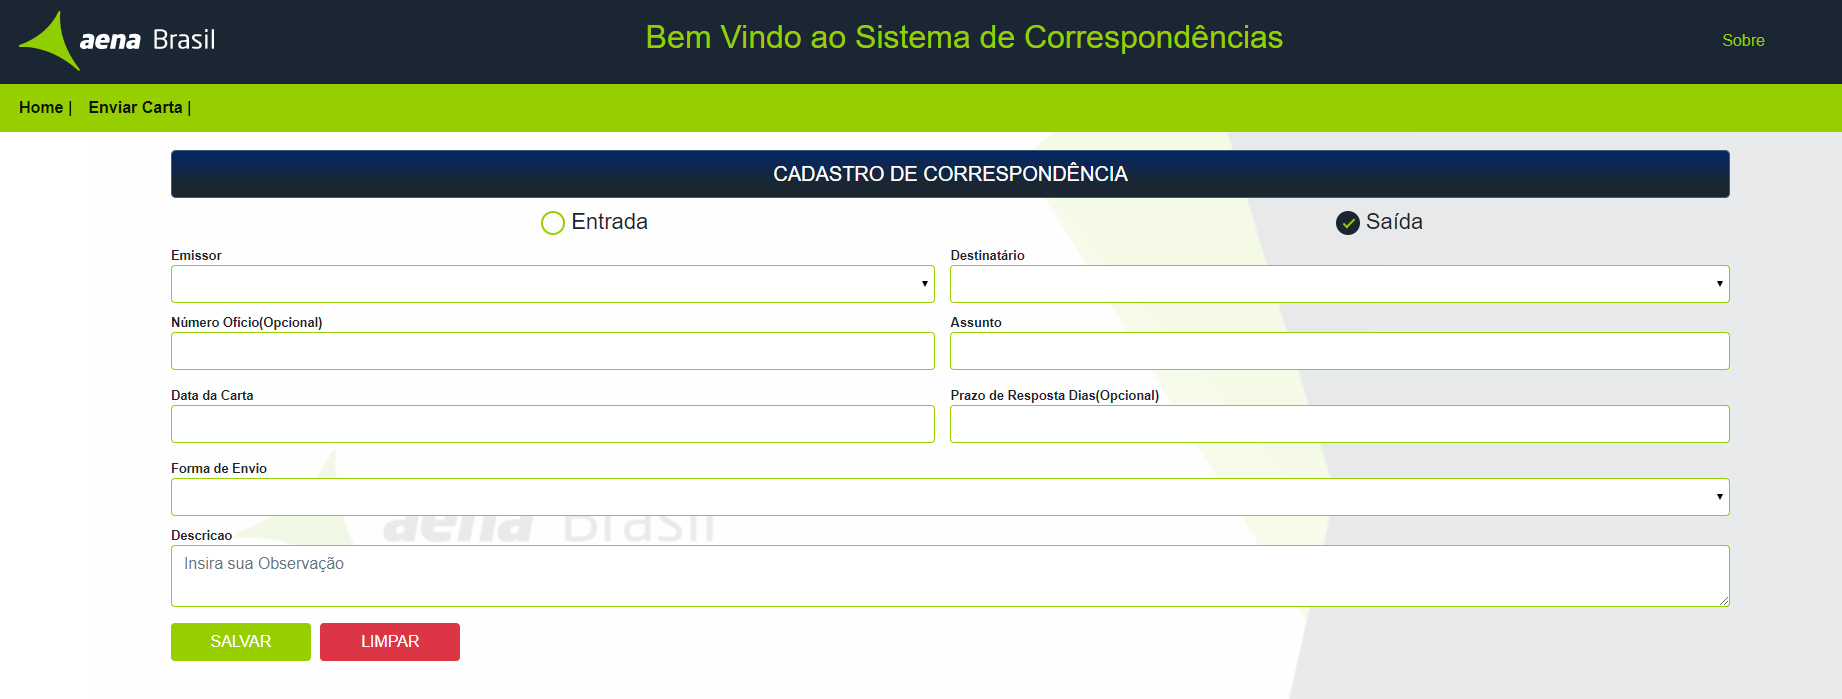 aena Brasil
Bem Vindo ao Sistema de Correspondências
Sobre
Home |
Enviar Carta |
CADASTRO DE CORRESPONDÊNCIA
Entrada
Saída
Emissor
Destinatário
Número Ofício(Opcional)
Assunto
Data da Carta
Prazo de Resposta Dias(Opcional)
Forma de Envio
aena Brasil
Descricao
Insira sua Observação
SALVAR
LIMPAR